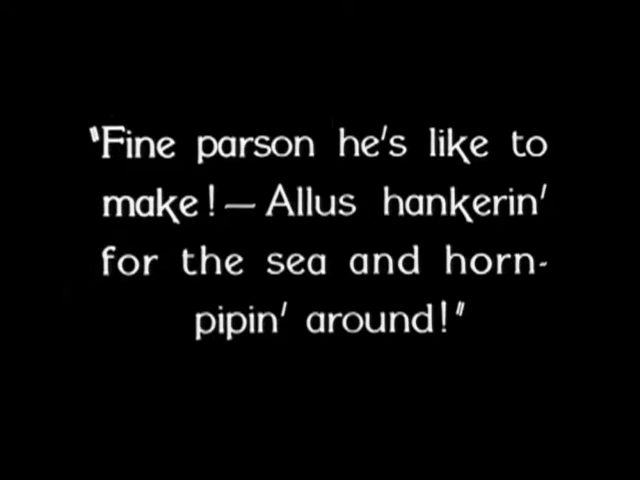 "Fine parson he's like to
make! — Allus hankerin'
for the sea and horn-
pipin' around!"